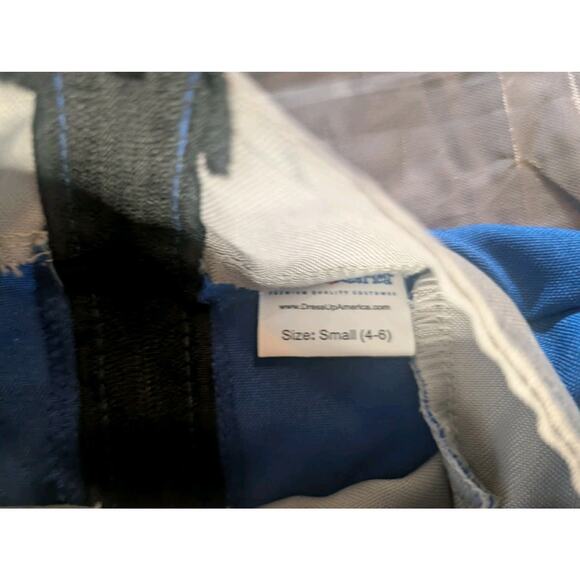 PREMIUM QUALITY COSTUMES
www.DressUpAmerica.com
Size: Small (4-6)